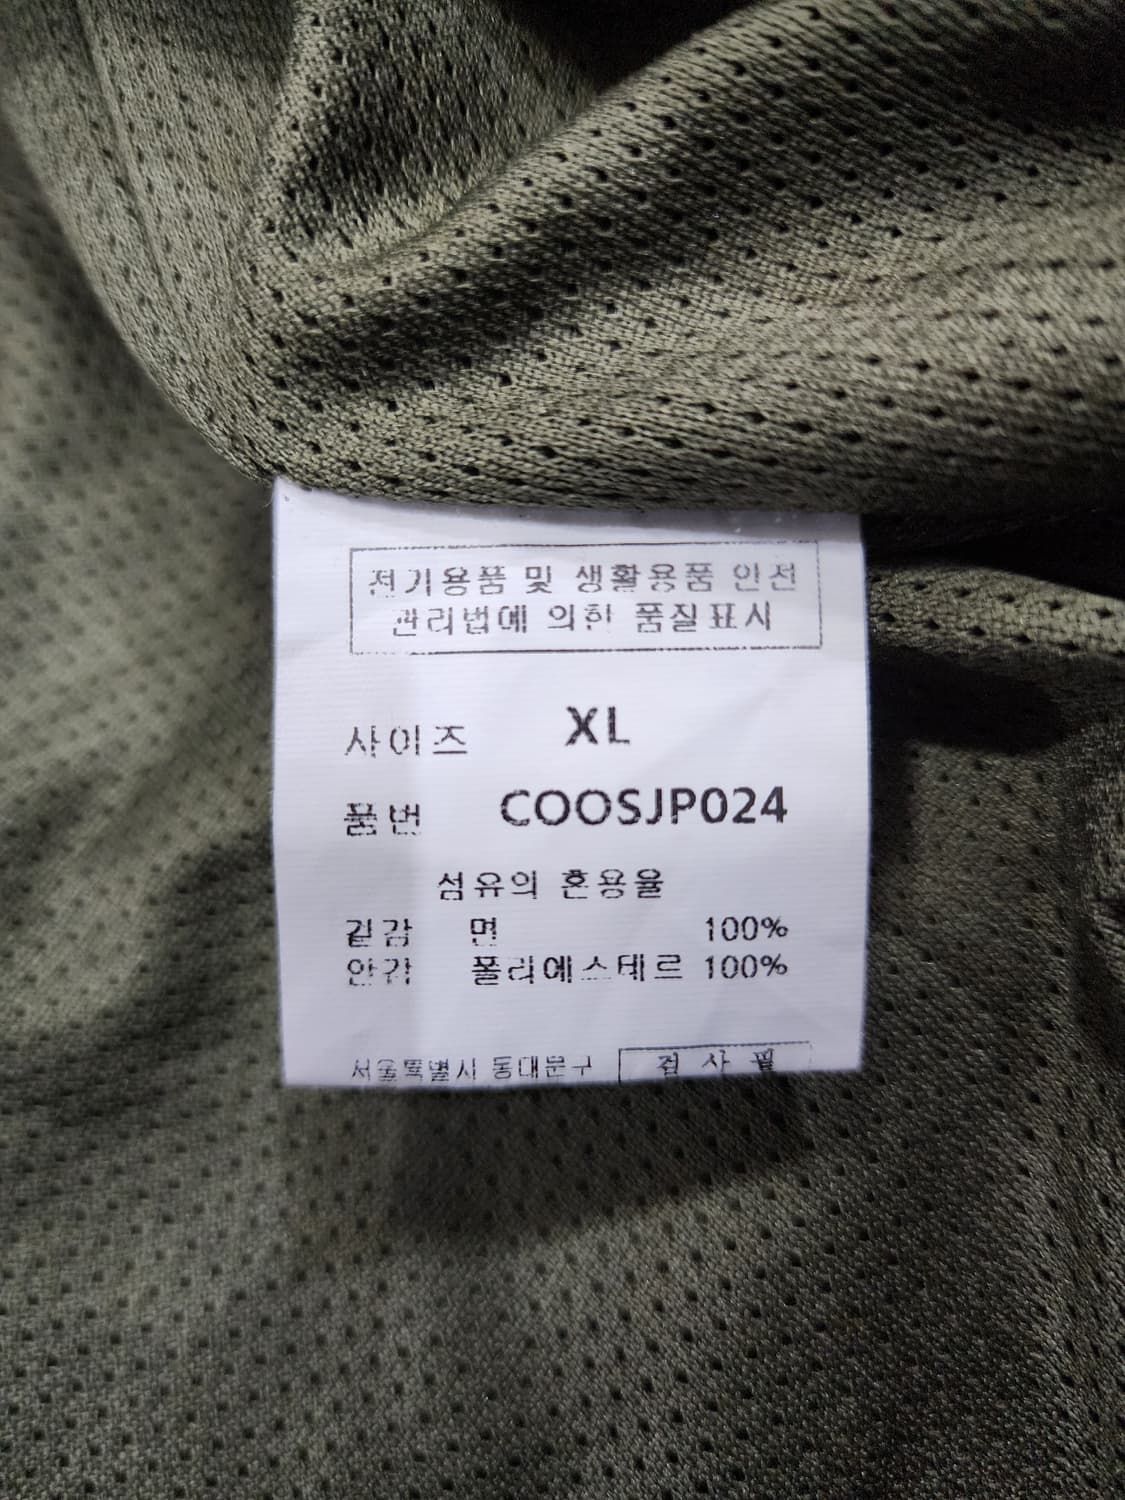 전기용품 및 생활용품 안전
관리법에 의한 품질표시
사이즈 XL
품번 COOSJP024
섬유의 혼용율
겉감 면 100%
안감 폴리에스테르 100%
서울특별시 동대문구 검사필